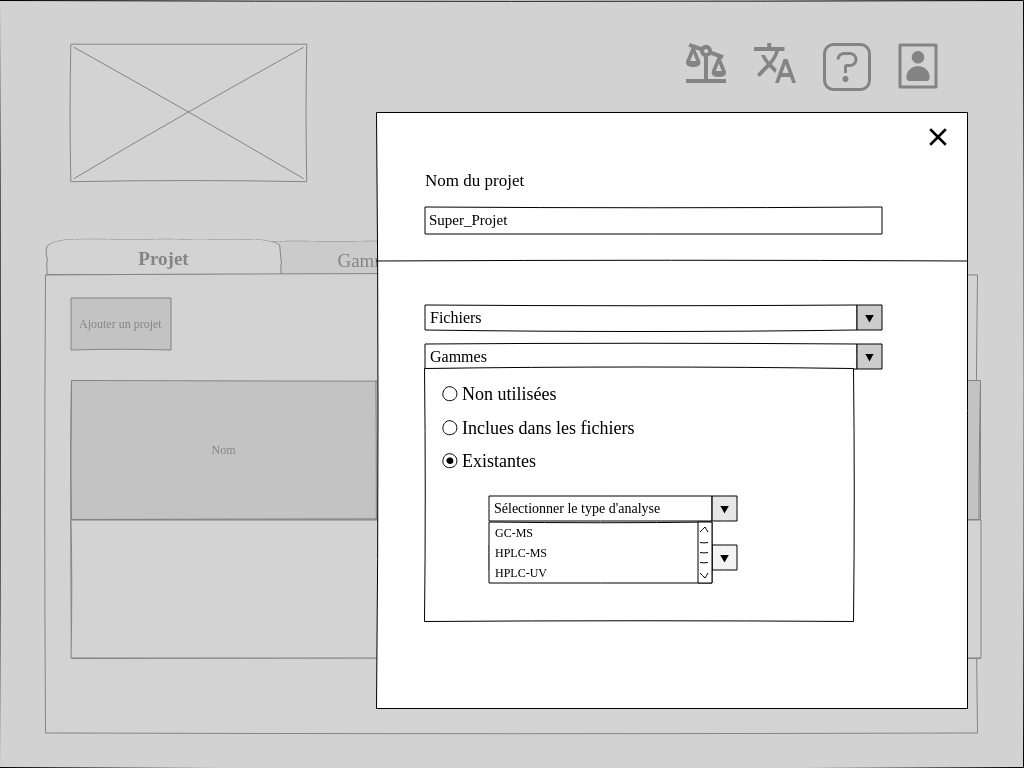 Nom du projet
Super_Projet
Projet
Ajouter un projet
Nom
Fichiers
Gammes
Non utilisées
Inclues dans les fichiers
Existantes
Sélectionner le type d'analyse
GC-MS
HPLC-MS
HPLC-UV